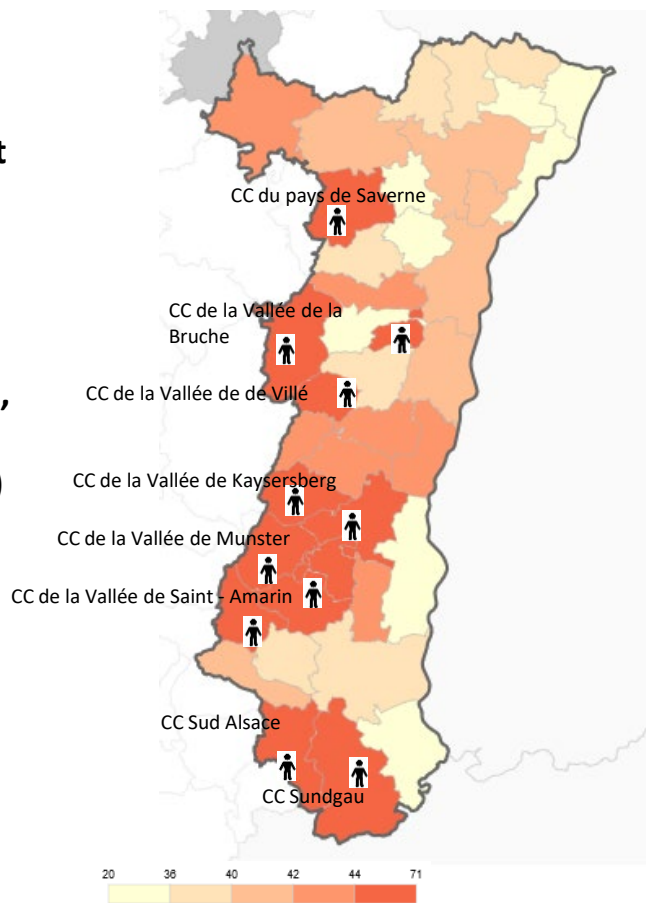 t
CC du pays de Saverne
CC de la Vallée de la
Bruche
CC de la Vallée de de Villé
,
CC de la Vallée de Kaysersberg
)
CC de la Vallée de Munster
CC de la Vallée de Saint - Amarin
CC Sud Alsace
CC Sundgau
20 36 40 42 44 71